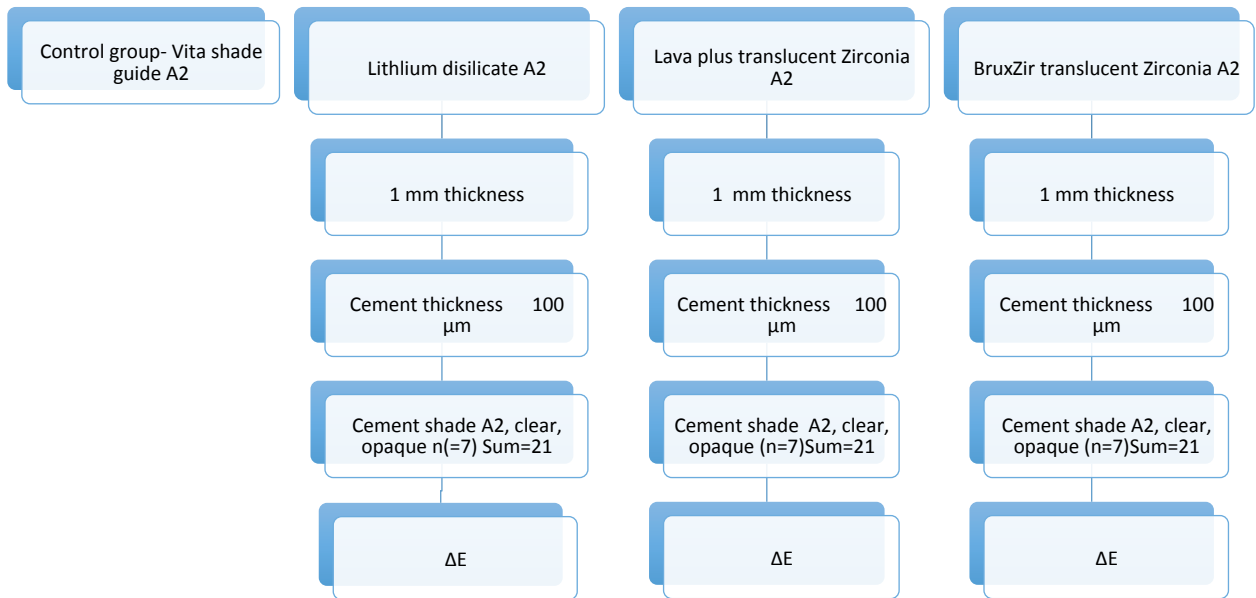 Control group- Vita shade
guide A2
Lithlium disilicate A2
Lava plus translucent Zirconia
A2
BruxZir translucent Zirconia A2
1 mm thickness
1 mm thickness
1 mm thickness
Cement thickness 100
µm
Cement thickness 100
µm
Cement thickness 100
µm
Cement shade A2, clear,
opaque n(=7) Sum=21
Cement shade A2, clear,
opaque (n=7)Sum=21
Cement shade A2, clear,
opaque (n=7)Sum=21
ΔE
ΔE
ΔE